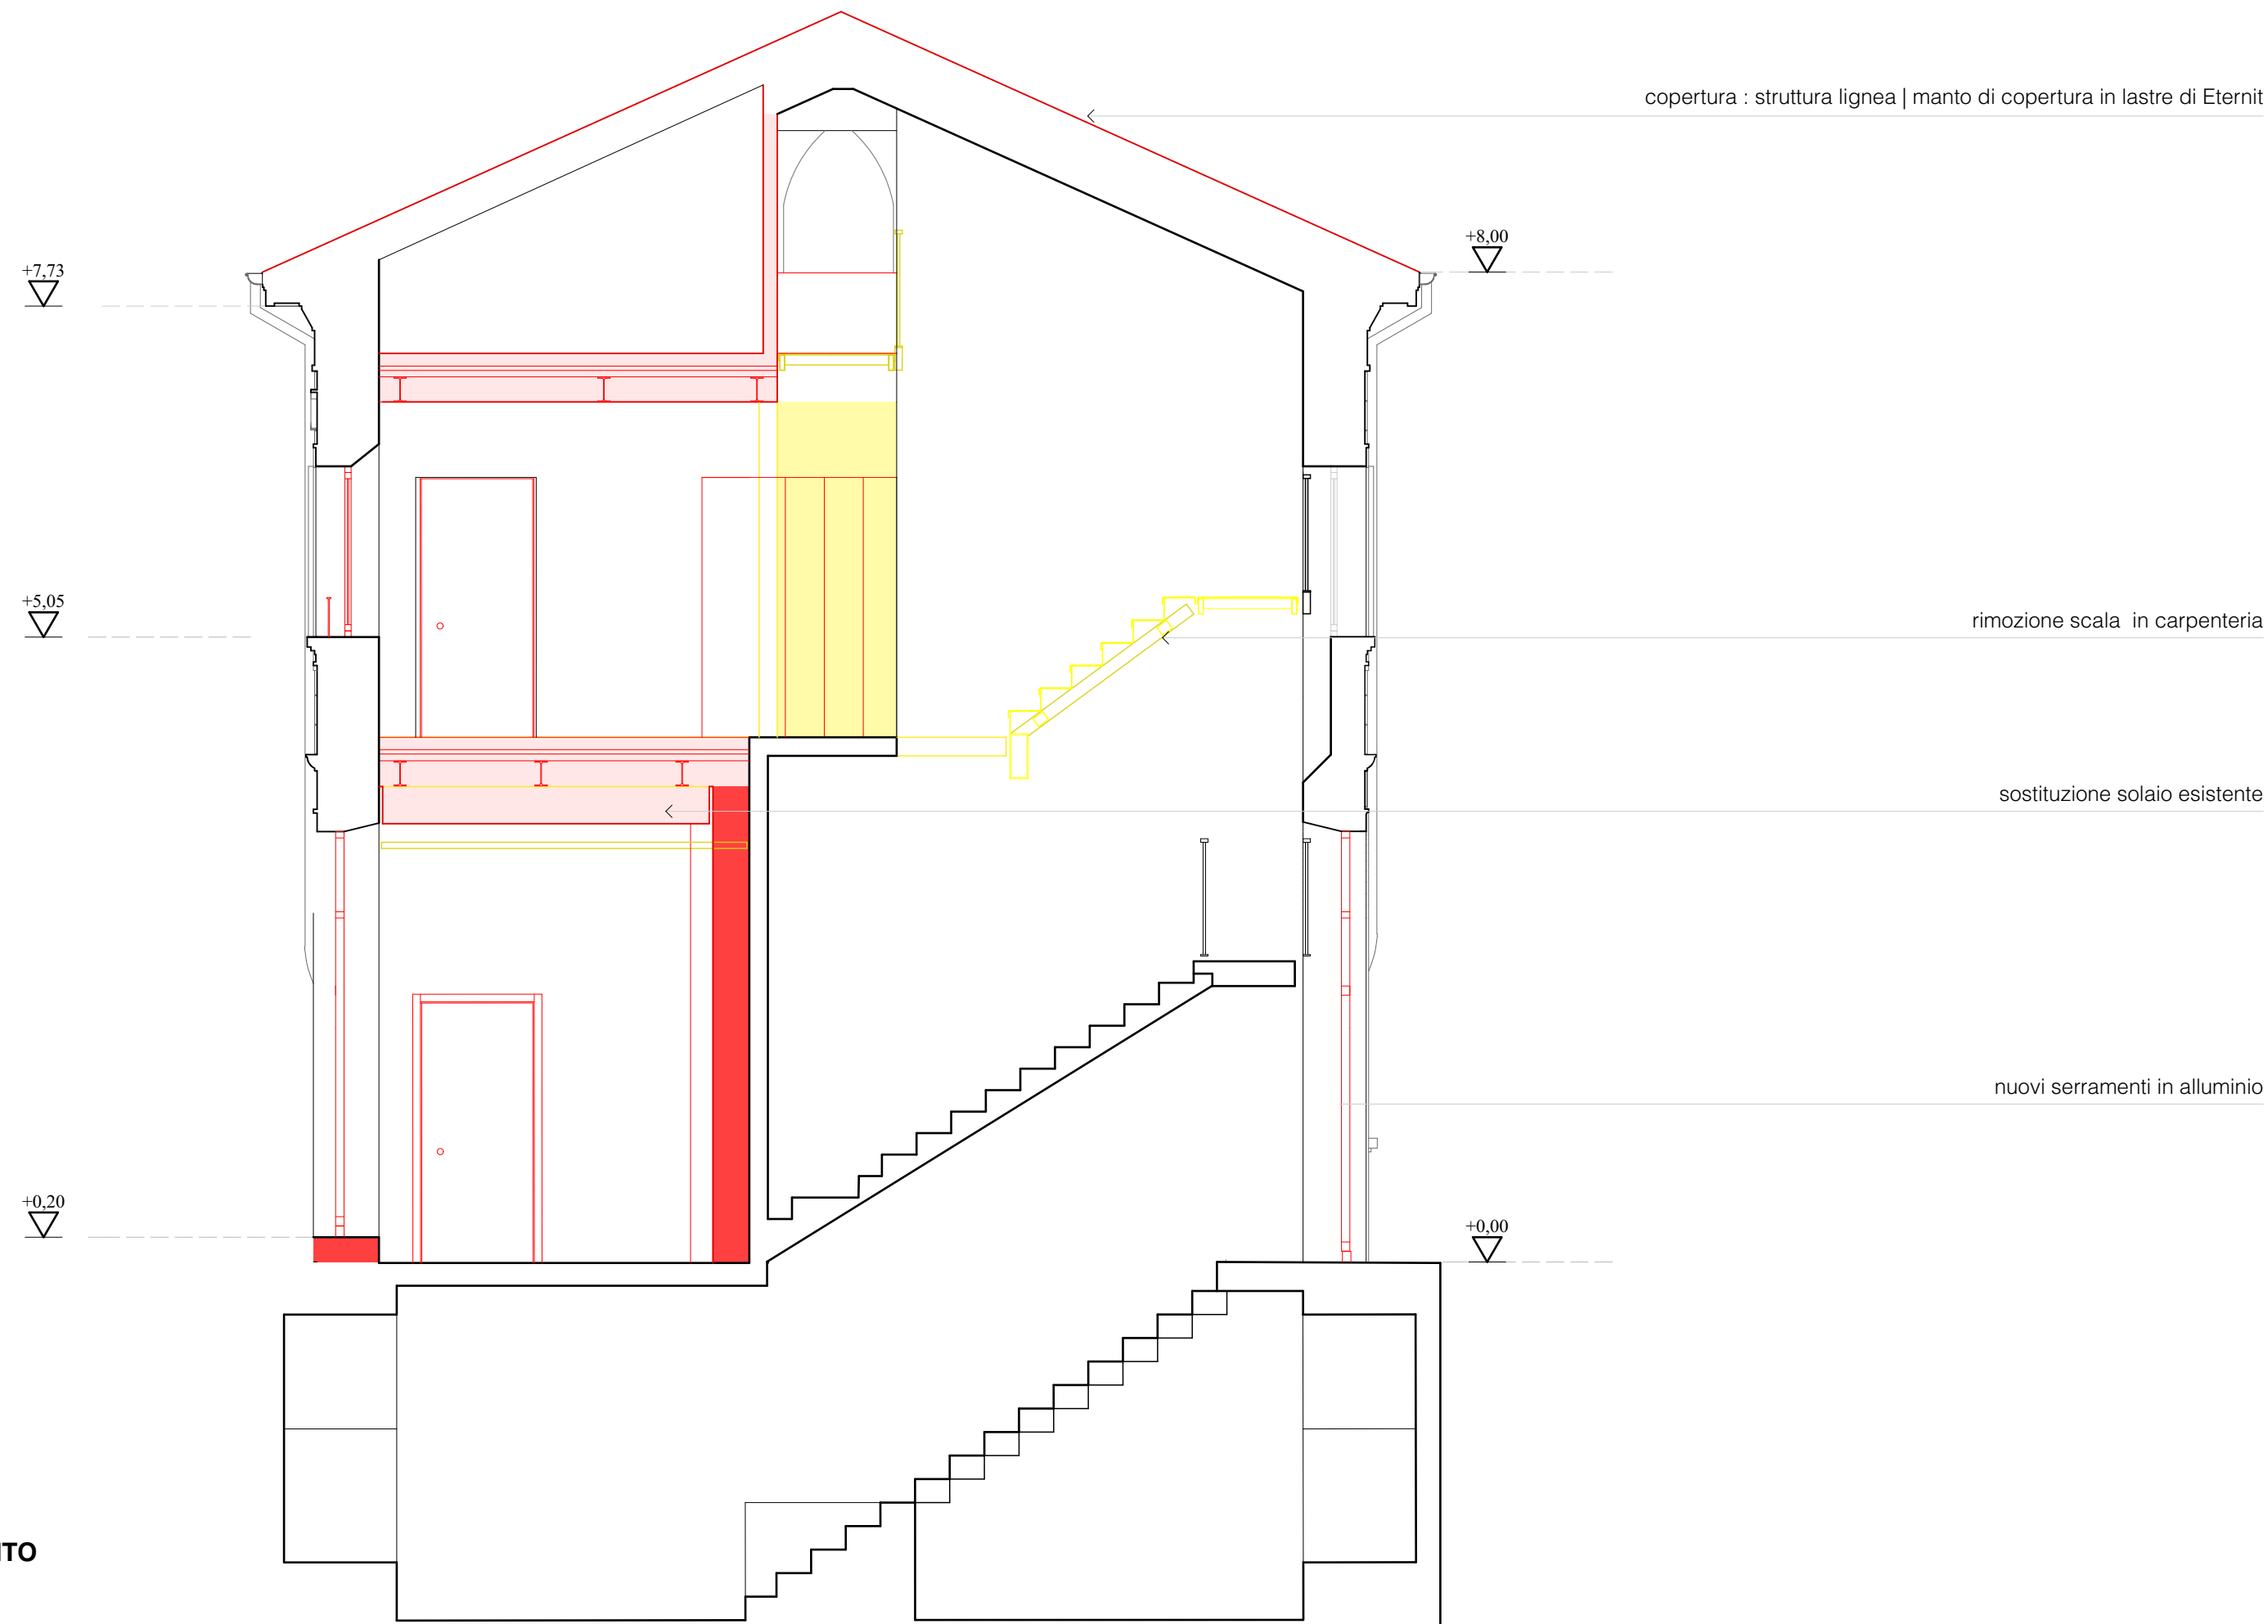 copertura : struttura lignea | manto di copertura in lastre di Eternit
+8,00
+7,73
+5,05
rimozione scala in carpenteria
sostituzione solaio esistente
nuovi serramenti in alluminio
+0,20
+0,00